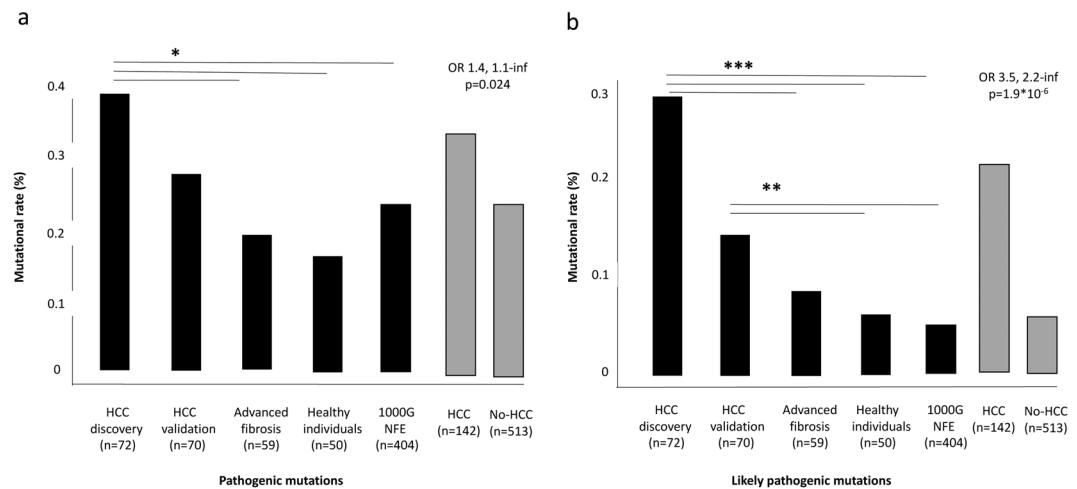 a
*
OR 1.4, 1.1-inf
p=0.024
Mutational rate (%)
0.4
0.3
0.2
0.1
0
HCC
discovery
(n=72)
HCC
validation
(n=70)
Advanced
fibrosis
(n=59)
Healthy
individuals
(n=50)
1000G
NFE
(n=404)
HCC
(n=142)
No-HCC
(n=513)
Pathogenic mutations
b
***
**
OR 3.5, 2.2-inf
p=1.9*10⁻⁶
Mutational rate (%)
0.3
0.2
0.1
0
HCC
discovery
(n=72)
HCC
validation
(n=70)
Advanced
fibrosis
(n=59)
Healthy
individuals
(n=50)
1000G
NFE
(n=404)
HCC
(n=142)
No-HCC
(n=513)
Likely pathogenic mutations